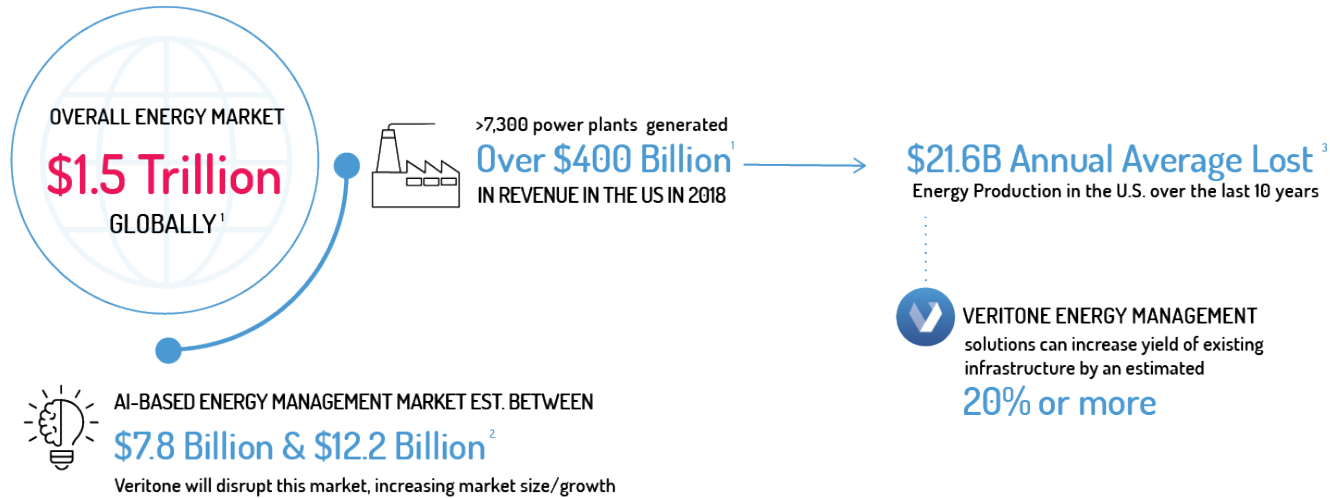 OVERALL ENERGY MARKET
$1.5 Trillion
GLOBALLY 1
>7,300 power plants generated
Over $400 Billion 1
IN REVENUE IN THE US IN 2018
$21.6B Annual Average Lost 3
Energy Production in the U.S. over the last 10 years
VERITONE ENERGY MANAGEMENT
solutions can increase yield of existing
infrastructure by an estimated
20% or more
AI-BASED ENERGY MANAGEMENT MARKET EST. BETWEEN
$7.8 Billion & $12.2 Billion 2
Veritone will disrupt this market, increasing market size/growth